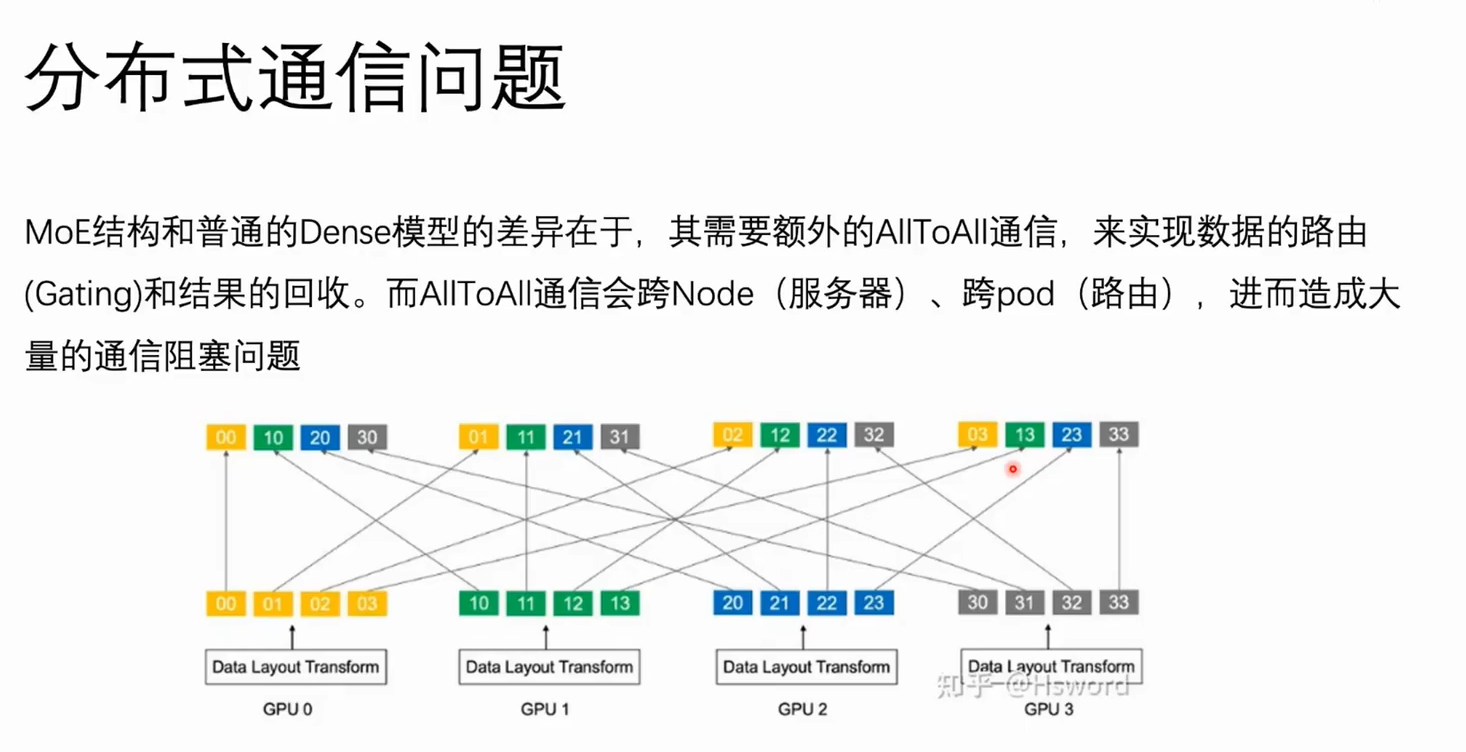 分布式通信问题
MoE结构和普通的Dense模型的差异在于，其需要额外的AllToAll通信，来实现数据的路由
(Gating)和结果的回收。而AllToAll通信会跨Node（服务器）、跨pod（路由），进而造成大
量的通信阻塞问题
00 10 20 30 01 11 21 31 02 12 22 32 03 13 23 33
00 01 02 03 10 11 12 13 20 21 22 23 30 31 32 33
Data Layout Transform Data Layout Transform Data Layout Transform Data Layout Transform
知乎 @Hsword
GPU 0 GPU 1 GPU 2 GPU 3